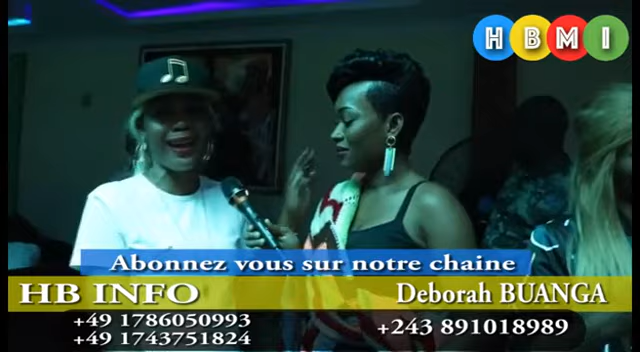 HBMI
Abonnez vous sur notre chaine
HB INFO
Deborah BUANGA
+49 1786050993
+49 1743751824
+243 891018989